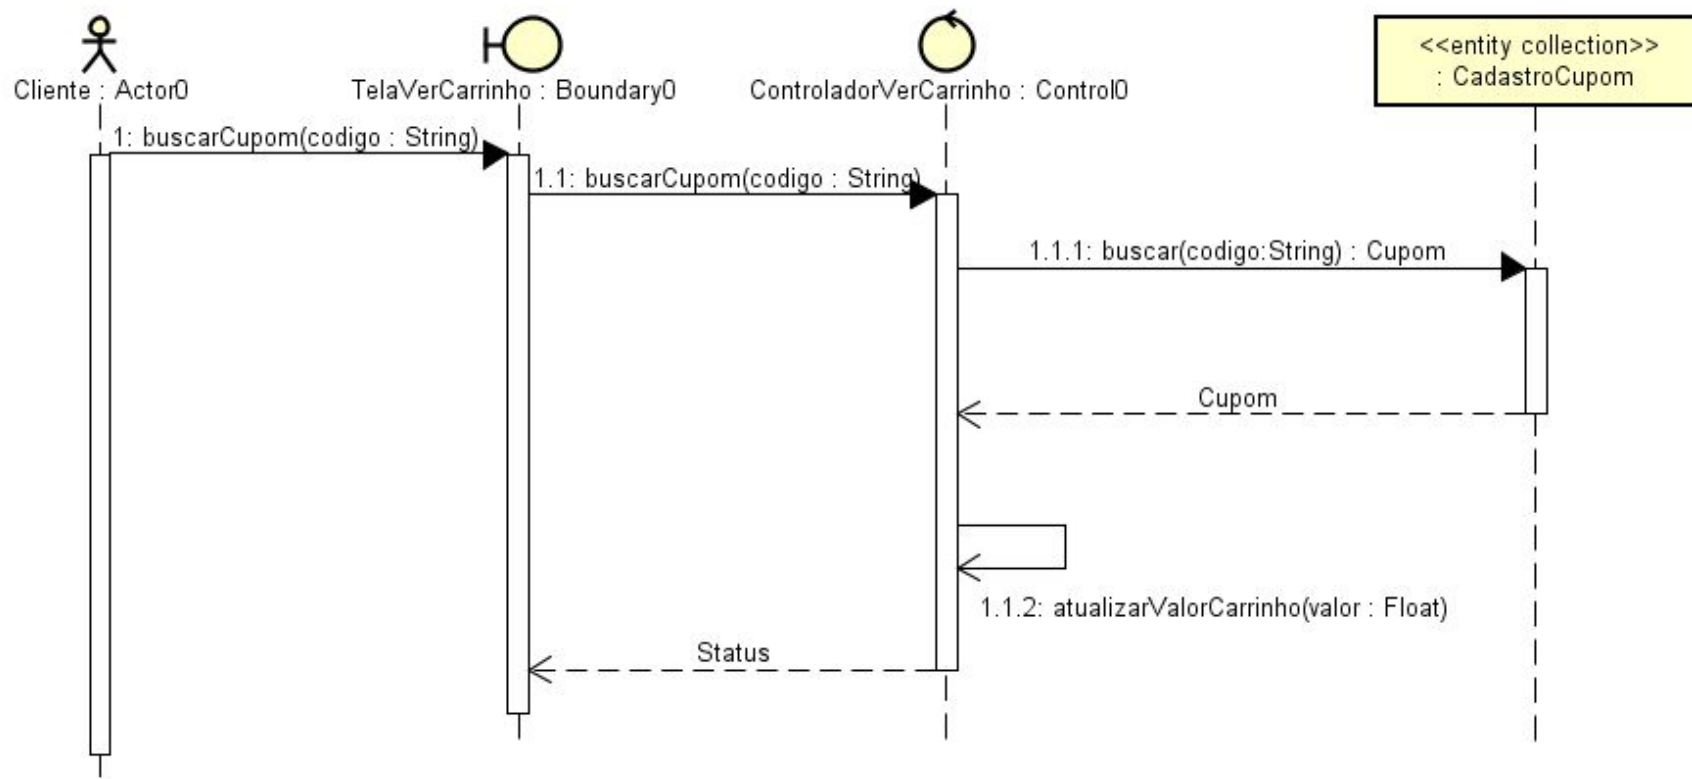 <<entity collection>>
: CadastroCupom
Cliente : Actor0
TelaVerCarrinho : Boundary0
ControladorVerCarrinho : Control0
1: buscarCupom(codigo : String)
1.1: buscarCupom(codigo : String)
1.1.1: buscar(codigo:String) : Cupom
Cupom
1.1.2: atualizarValorCarrinho(valor : Float)
Status